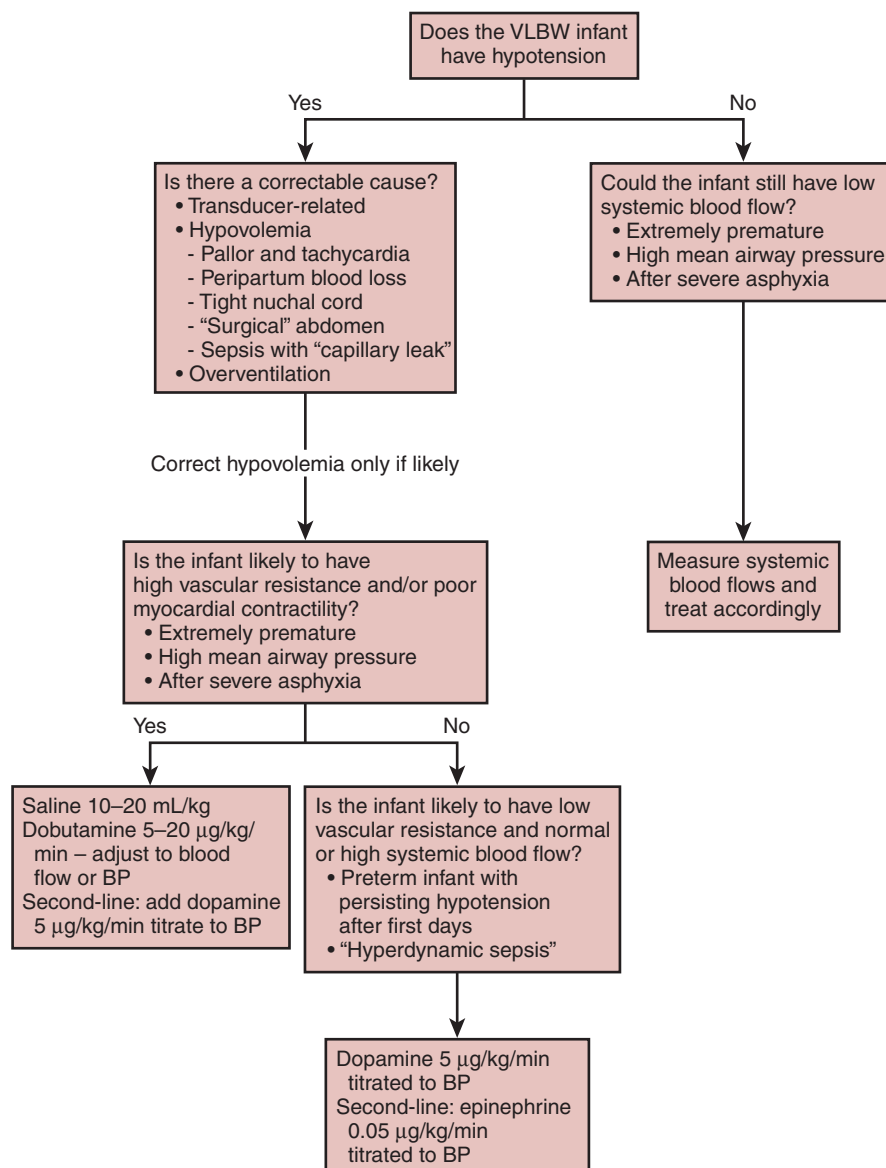 Does the VLBW infant
have hypotension
Yes
No
Is there a correctable cause?
• Transducer-related
• Hypovolemia
- Pallor and tachycardia
- Peripartum blood loss
- Tight nuchal cord
- “Surgical” abdomen
- Sepsis with “capillary leak”
• Overventilation
Could the infant still have low
systemic blood flow?
• Extremely premature
• High mean airway pressure
• After severe asphyxia
Correct hypovolemia only if likely
Is the infant likely to have
high vascular resistance and/or poor
myocardial contractility?
• Extremely premature
• High mean airway pressure
• After severe asphyxia
Measure systemic
blood flows and
treat accordingly
Yes
No
Saline 10–20 mL/kg
Dobutamine 5–20 μg/kg/
min – adjust to blood
flow or BP
Second-line: add dopamine
5 μg/kg/min titrate to BP
Is the infant likely to have low
vascular resistance and normal
or high systemic blood flow?
• Preterm infant with
persisting hypotension
after first days
• “Hyperdynamic sepsis”
Dopamine 5 μg/kg/min
titrated to BP
Second-line: epinephrine
0.05 μg/kg/min
titrated to BP